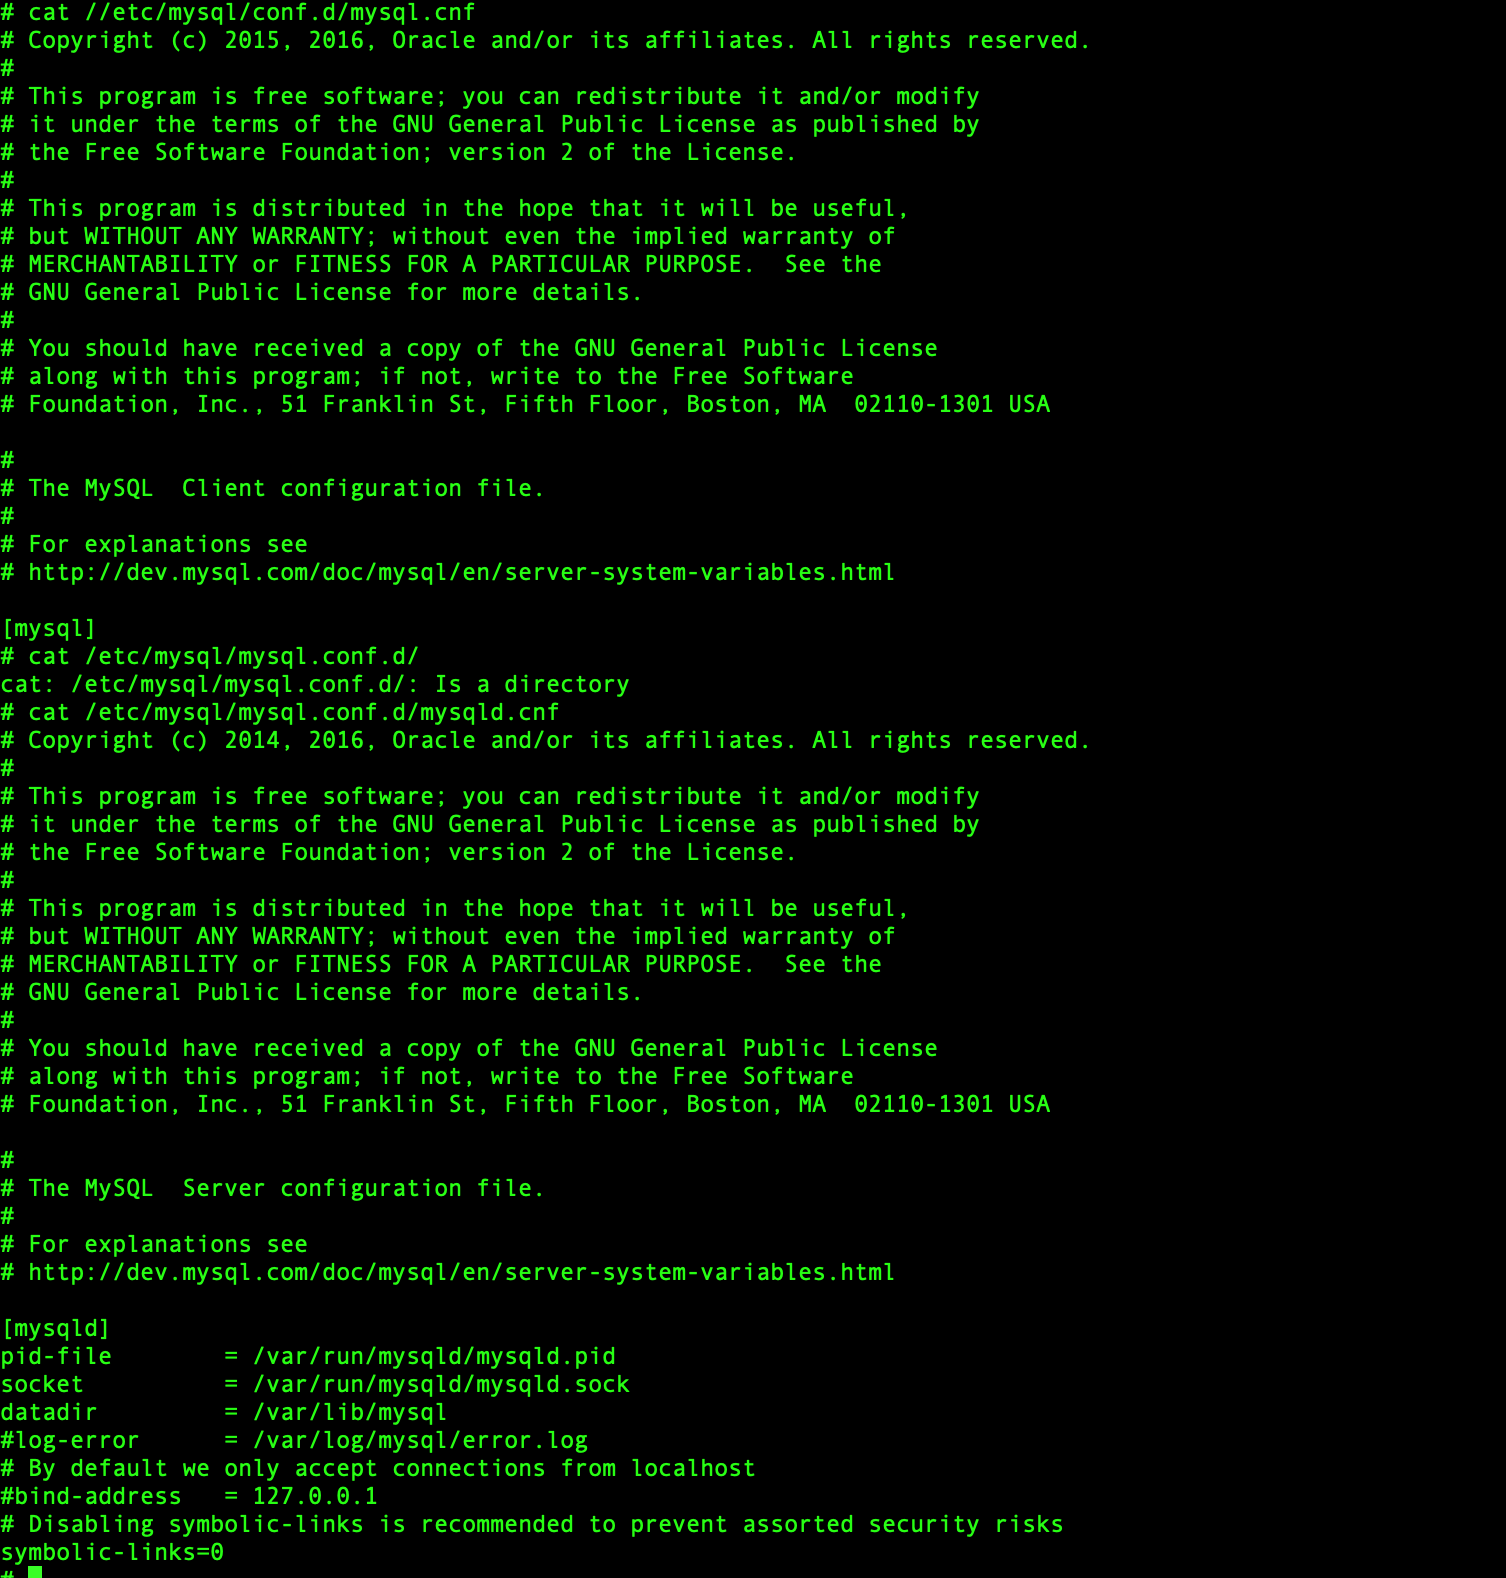 # cat //etc/mysql/conf.d/mysql.cnf
# Copyright (c) 2015, 2016, Oracle and/or its affiliates. All rights reserved.
#
# This program is free software; you can redistribute it and/or modify
# it under the terms of the GNU General Public License as published by
# the Free Software Foundation; version 2 of the License.
#
# This program is distributed in the hope that it will be useful,
# but WITHOUT ANY WARRANTY; without even the implied warranty of
# MERCHANTABILITY or FITNESS FOR A PARTICULAR PURPOSE.  See the
# GNU General Public License for more details.
#
# You should have received a copy of the GNU General Public License
# along with this program; if not, write to the Free Software
# Foundation, Inc., 51 Franklin St, Fifth Floor, Boston, MA  02110-1301 USA

#
# The MySQL  Client configuration file.
#
# For explanations see
# http://dev.mysql.com/doc/mysql/en/server-system-variables.html

[mysql]
# cat /etc/mysql/mysql.conf.d/
cat: /etc/mysql/mysql.conf.d/: Is a directory
# cat /etc/mysql/mysql.conf.d/mysqld.cnf
# Copyright (c) 2014, 2016, Oracle and/or its affiliates. All rights reserved.
#
# This program is free software; you can redistribute it and/or modify
# it under the terms of the GNU General Public License as published by
# the Free Software Foundation; version 2 of the License.
#
# This program is distributed in the hope that it will be useful,
# but WITHOUT ANY WARRANTY; without even the implied warranty of
# MERCHANTABILITY or FITNESS FOR A PARTICULAR PURPOSE.  See the
# GNU General Public License for more details.
#
# You should have received a copy of the GNU General Public License
# along with this program; if not, write to the Free Software
# Foundation, Inc., 51 Franklin St, Fifth Floor, Boston, MA  02110-1301 USA

#
# The MySQL  Server configuration file.
#
# For explanations see
# http://dev.mysql.com/doc/mysql/en/server-system-variables.html

[mysqld]
pid-file        = /var/run/mysqld/mysqld.pid
socket          = /var/run/mysqld/mysqld.sock
datadir         = /var/lib/mysql
#log-error      = /var/log/mysql/error.log
# By default we only accept connections from localhost
#bind-address   = 127.0.0.1
# Disabling symbolic-links is recommended to prevent assorted security risks
symbolic-links=0
#